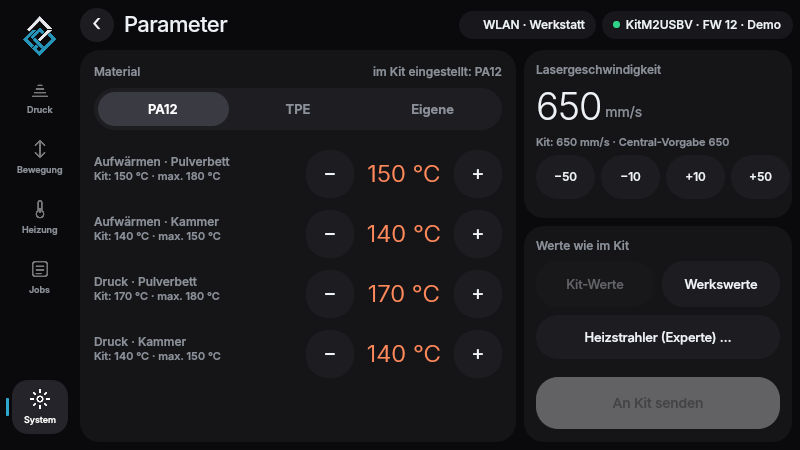 Parameter
WLAN · Werkstatt
KitM2USBV · FW 12 · Demo
Druck
Bewegung
Heizung
Jobs
System
Material
im Kit eingestellt: PA12
PA12
TPE
Eigene
Aufwärmen · Pulverbett
Kit: 150 °C · max. 180 °C
− 150 °C +
Aufwärmen · Kammer
Kit: 140 °C · max. 150 °C
− 140 °C +
Druck · Pulverbett
Kit: 170 °C · max. 180 °C
− 170 °C +
Druck · Kammer
Kit: 140 °C · max. 150 °C
− 140 °C +
Lasergeschwindigkeit
650 mm/s
Kit: 650 mm/s · Central-Vorgabe 650
−50
−10
+10
+50
Werte wie im Kit
Kit-Werte
Werkswerte
Heizstrahler (Experte) ...
An Kit senden